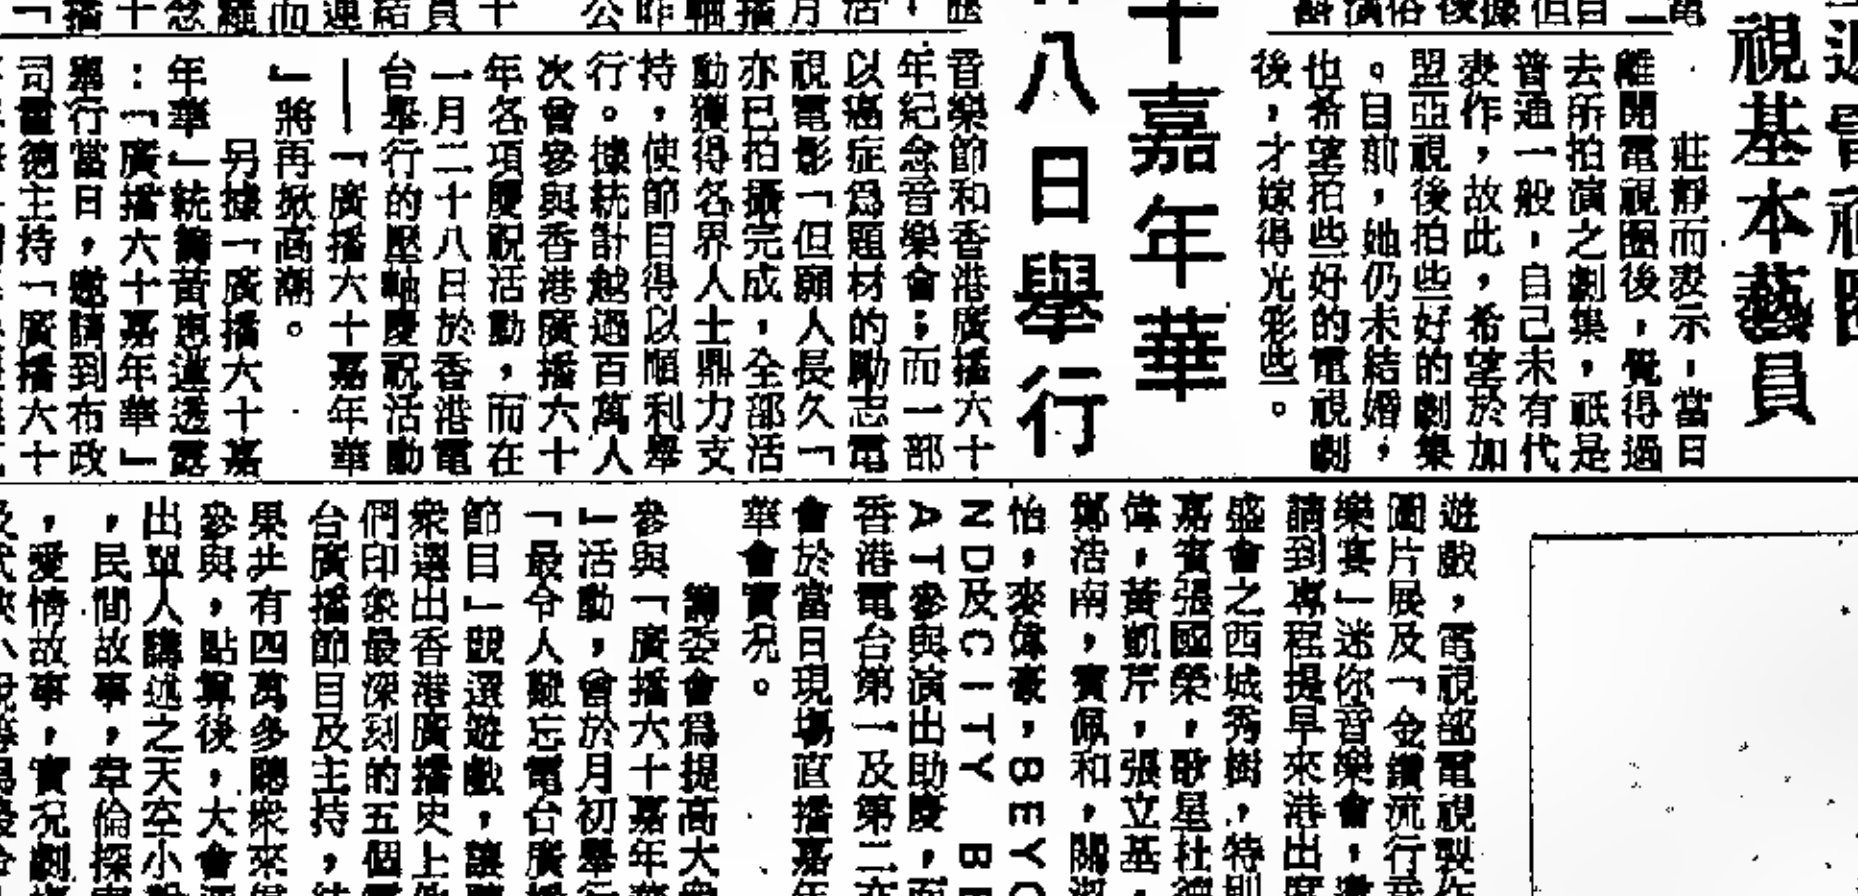 視基本藝員
莊靜而表示，當日
離開電視圈後，覺得過
去所拍演之劇集，祇是
普通一般，自己未有代
表作，故此，希望於加
盟亞視後拍些好的劇集
。目前，她仍未結婚，
也希望拍些好的電視劇
後，才嫁得光彩些。
十嘉年華
八日舉行
音樂節和香港廣播六十
年紀念音樂會；而一部
以癌症爲題材的勵志電
視電影「但願人長久「
亦已拍攝完成，全部活
動獲得各界人士鼎力支
持，使節目得以順利舉
行。據統計越過百萬人
次曾參與香港廣播六十
年各項慶祝活動，而在
一月二十八日於香港電
台舉行的壓軸慶祝活動
——「廣播六十嘉年華
」將再掀高潮。
另據「廣播六十嘉
年華」統籌黃惠蓮透露
：「廣播六十嘉年華」
舉行當日，邀請到布政
司霍德主持「廣播六十
遊戲，電視部電視製作
圖片展及「金鑽流行音
樂宴」迷你音樂會，邀
請到專程提早來港出席
盛會之西城秀樹，特別
嘉賓張國榮，歌星杜德
偉，黃凱芹，張立基，
鄭浩南，竇佩和，關淑
怡，麥偉豪，BEYO
ND及CITY BE
AT參與演出助慶，而
香港電台第一及第二亦
會於當日現場直播嘉年
華會實况。
籌委會爲提高大衆
參與「廣播六十嘉年華
」活動，曾於月初舉行
「最令人難忘電台廣播
節目」競選遊戲，讓聽
衆選出香港廣播史上他
們印象最深刻的五個電
台廣播節目及主持，結
果共有四萬多聽衆來
參與，點算後，大會選
出單人講述之天空小說
，民間故事，韋倫探案
，愛情故事，實况劇塲